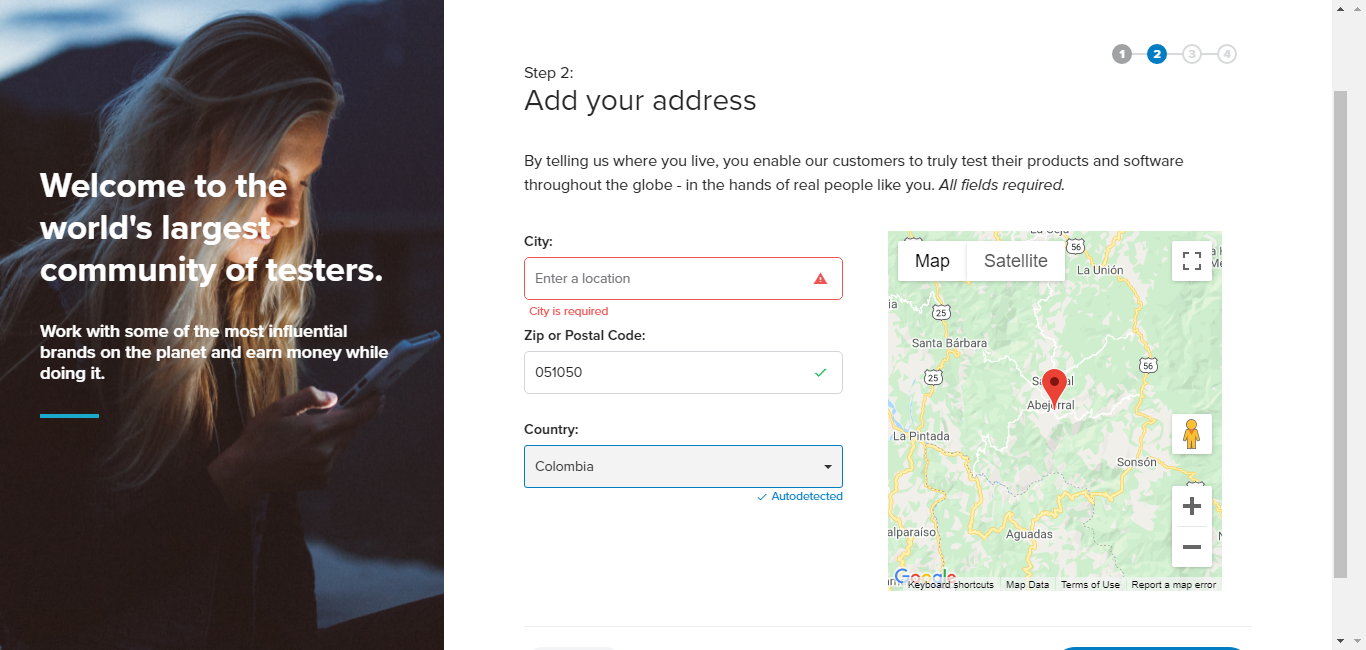 Welcome to the
world's largest
community of testers.
Work with some of the most influential
brands on the planet and earn money while
doing it.
1 2 3 4
Step 2:
Add your address
By telling us where you live, you enable our customers to truly test their products and software
throughout the globe - in the hands of real people like you. All fields required.
City:
Enter a location
City is required
Zip or Postal Code:
051050
Country:
Colombia
Autodetected
Map Satellite
56
La Unión
25
Santa Bárbara
56
25
Abejorral
La Pintada
Sonsón
Aguadas
Google
Keyboard shortcuts Map Data Terms of Use Report a map error